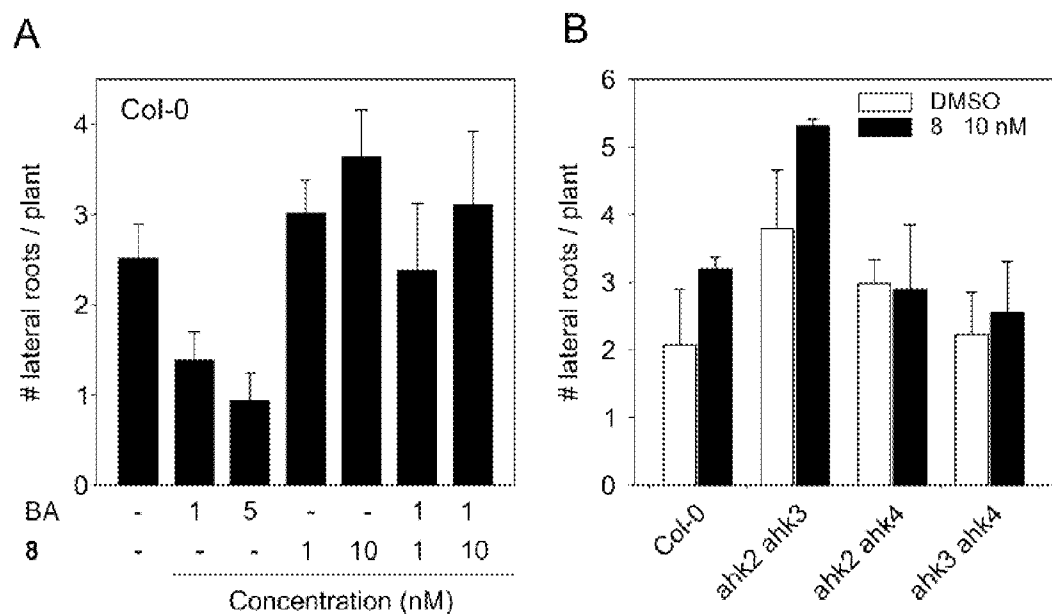 A
Col-0
# lateral roots / plant
4
3
2
1
0
BA - 1 5 - - 1 1
8 - - - 1 10 1 10
Concentration (nM)
B
DMSO
8 10 nM
# lateral roots / plant
6
5
4
3
2
1
0
Col-0
ahk2 ahk3
ahk2 ahk4
ahk3 ahk4